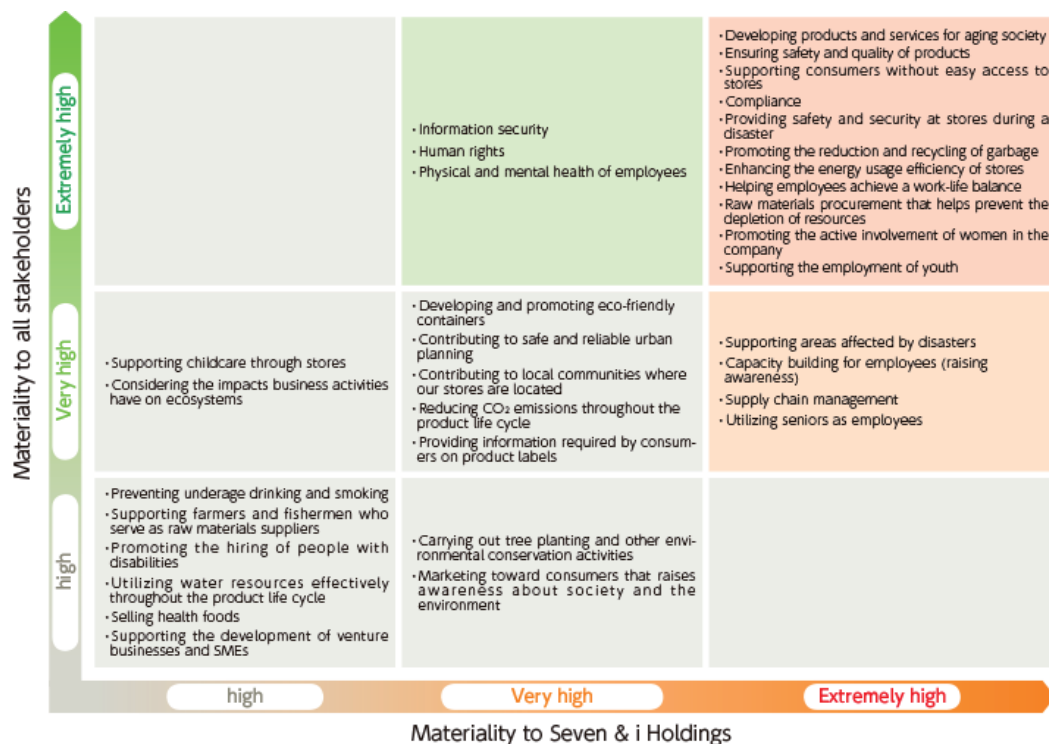 Materiality to all stakeholders
Extremely high
Very high
high
・Information security
・Human rights
・Physical and mental health of employees
・Developing products and services for aging society
・Ensuring safety and quality of products
・Supporting consumers without easy access to
stores
・Compliance
・Providing safety and security at stores during a
disaster
・Promoting the reduction and recycling of garbage
・Enhancing the energy usage efficiency of stores
・Helping employees achieve a work-life balance
・Raw materials procurement that helps prevent the
depletion of resources
・Promoting the active involvement of women in the
company
・Supporting the employment of youth
・Supporting childcare through stores
・Considering the impacts business activities
have on ecosystems
・Developing and promoting eco-friendly
containers
・Contributing to safe and reliable urban
planning
・Contributing to local communities where
our stores are located
・Reducing CO₂ emissions throughout the
product life cycle
・Providing information required by consum-
ers on product labels
・Supporting areas affected by disasters
・Capacity building for employees (raising
awareness)
・Supply chain management
・Utilizing seniors as employees
・Preventing underage drinking and smoking
・Supporting farmers and fishermen who
serve as raw materials suppliers
・Promoting the hiring of people with
disabilities
・Utilizing water resources effectively
throughout the product life cycle
・Selling health foods
・Supporting the development of venture
businesses and SMEs
・Carrying out tree planting and other envi-
ronmental conservation activities
・Marketing toward consumers that raises
awareness about society and the
environment
high
Very high
Extremely high
Materiality to Seven & i Holdings